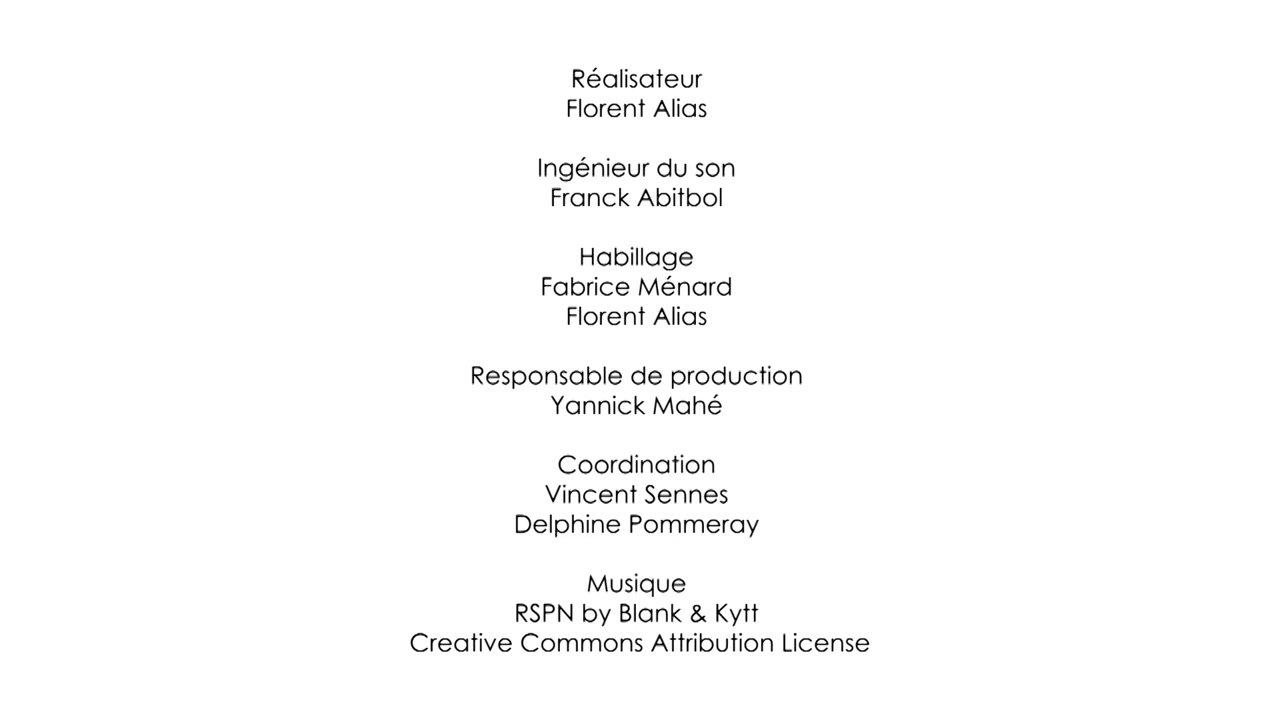 Réalisateur
Florent Alias
Ingénieur du son
Franck Abitbol
Habillage
Fabrice Ménard
Florent Alias
Responsable de production
Yannick Mahé
Coordination
Vincent Sennes
Delphine Pommeray
Musique
RSPN by Blank & Kytt
Creative Commons Attribution License